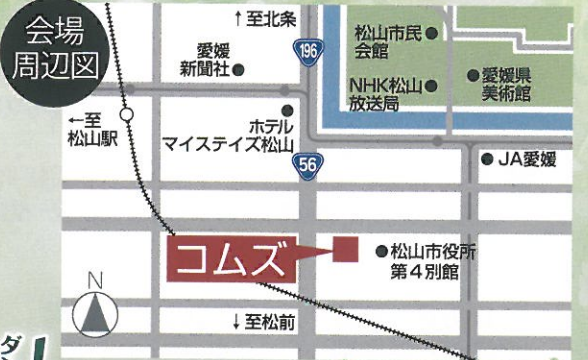 会場
周辺図
↑至北条
196
愛媛
新聞社
松山市民
会館
NHK松山
放送局
愛媛県
美術館
←至
松山駅
ホテル
マイステイズ松山
56
JA愛媛
コムズ
松山市役所
第4別館
N
↓至松前